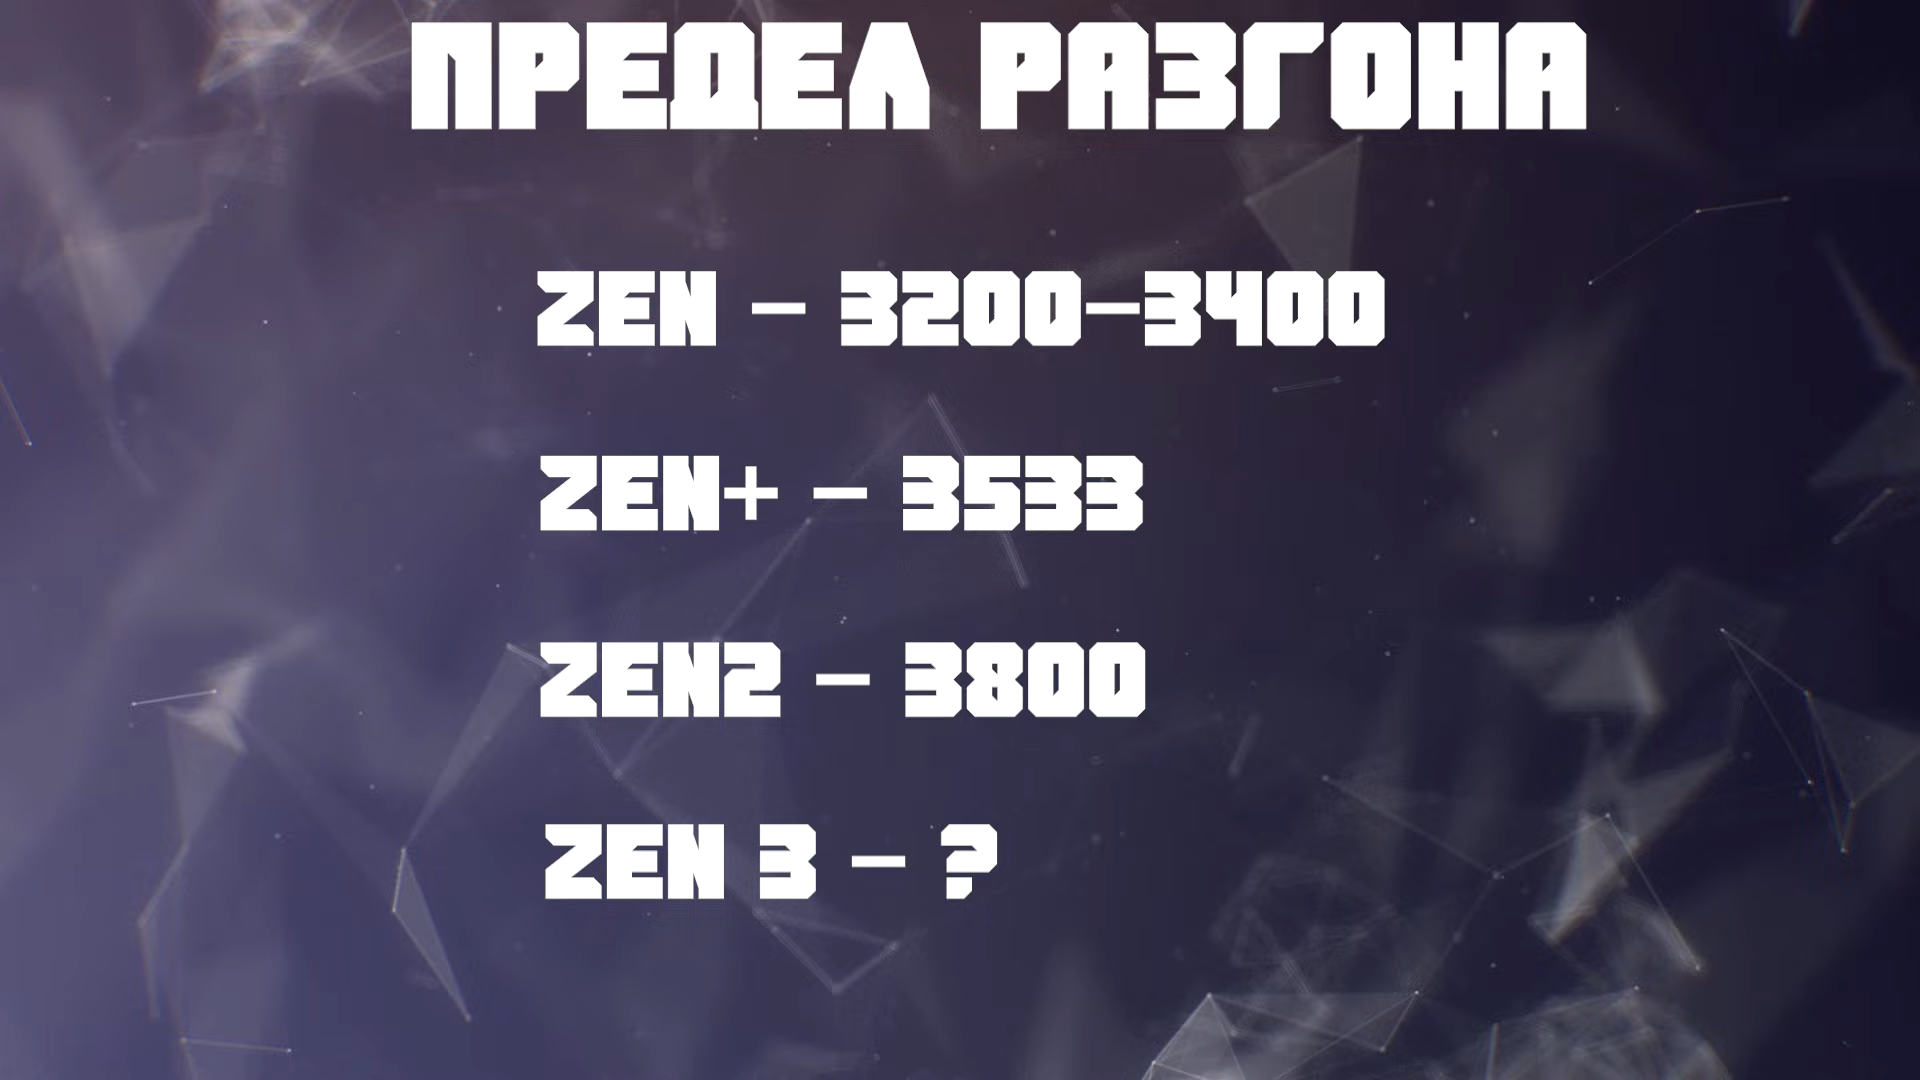 ПРЕДЕЛ РАЗГОНА
ZEN – 3200–3400
ZEN+ – 3533
ZEN2 – 3800
ZEN 3 – ?